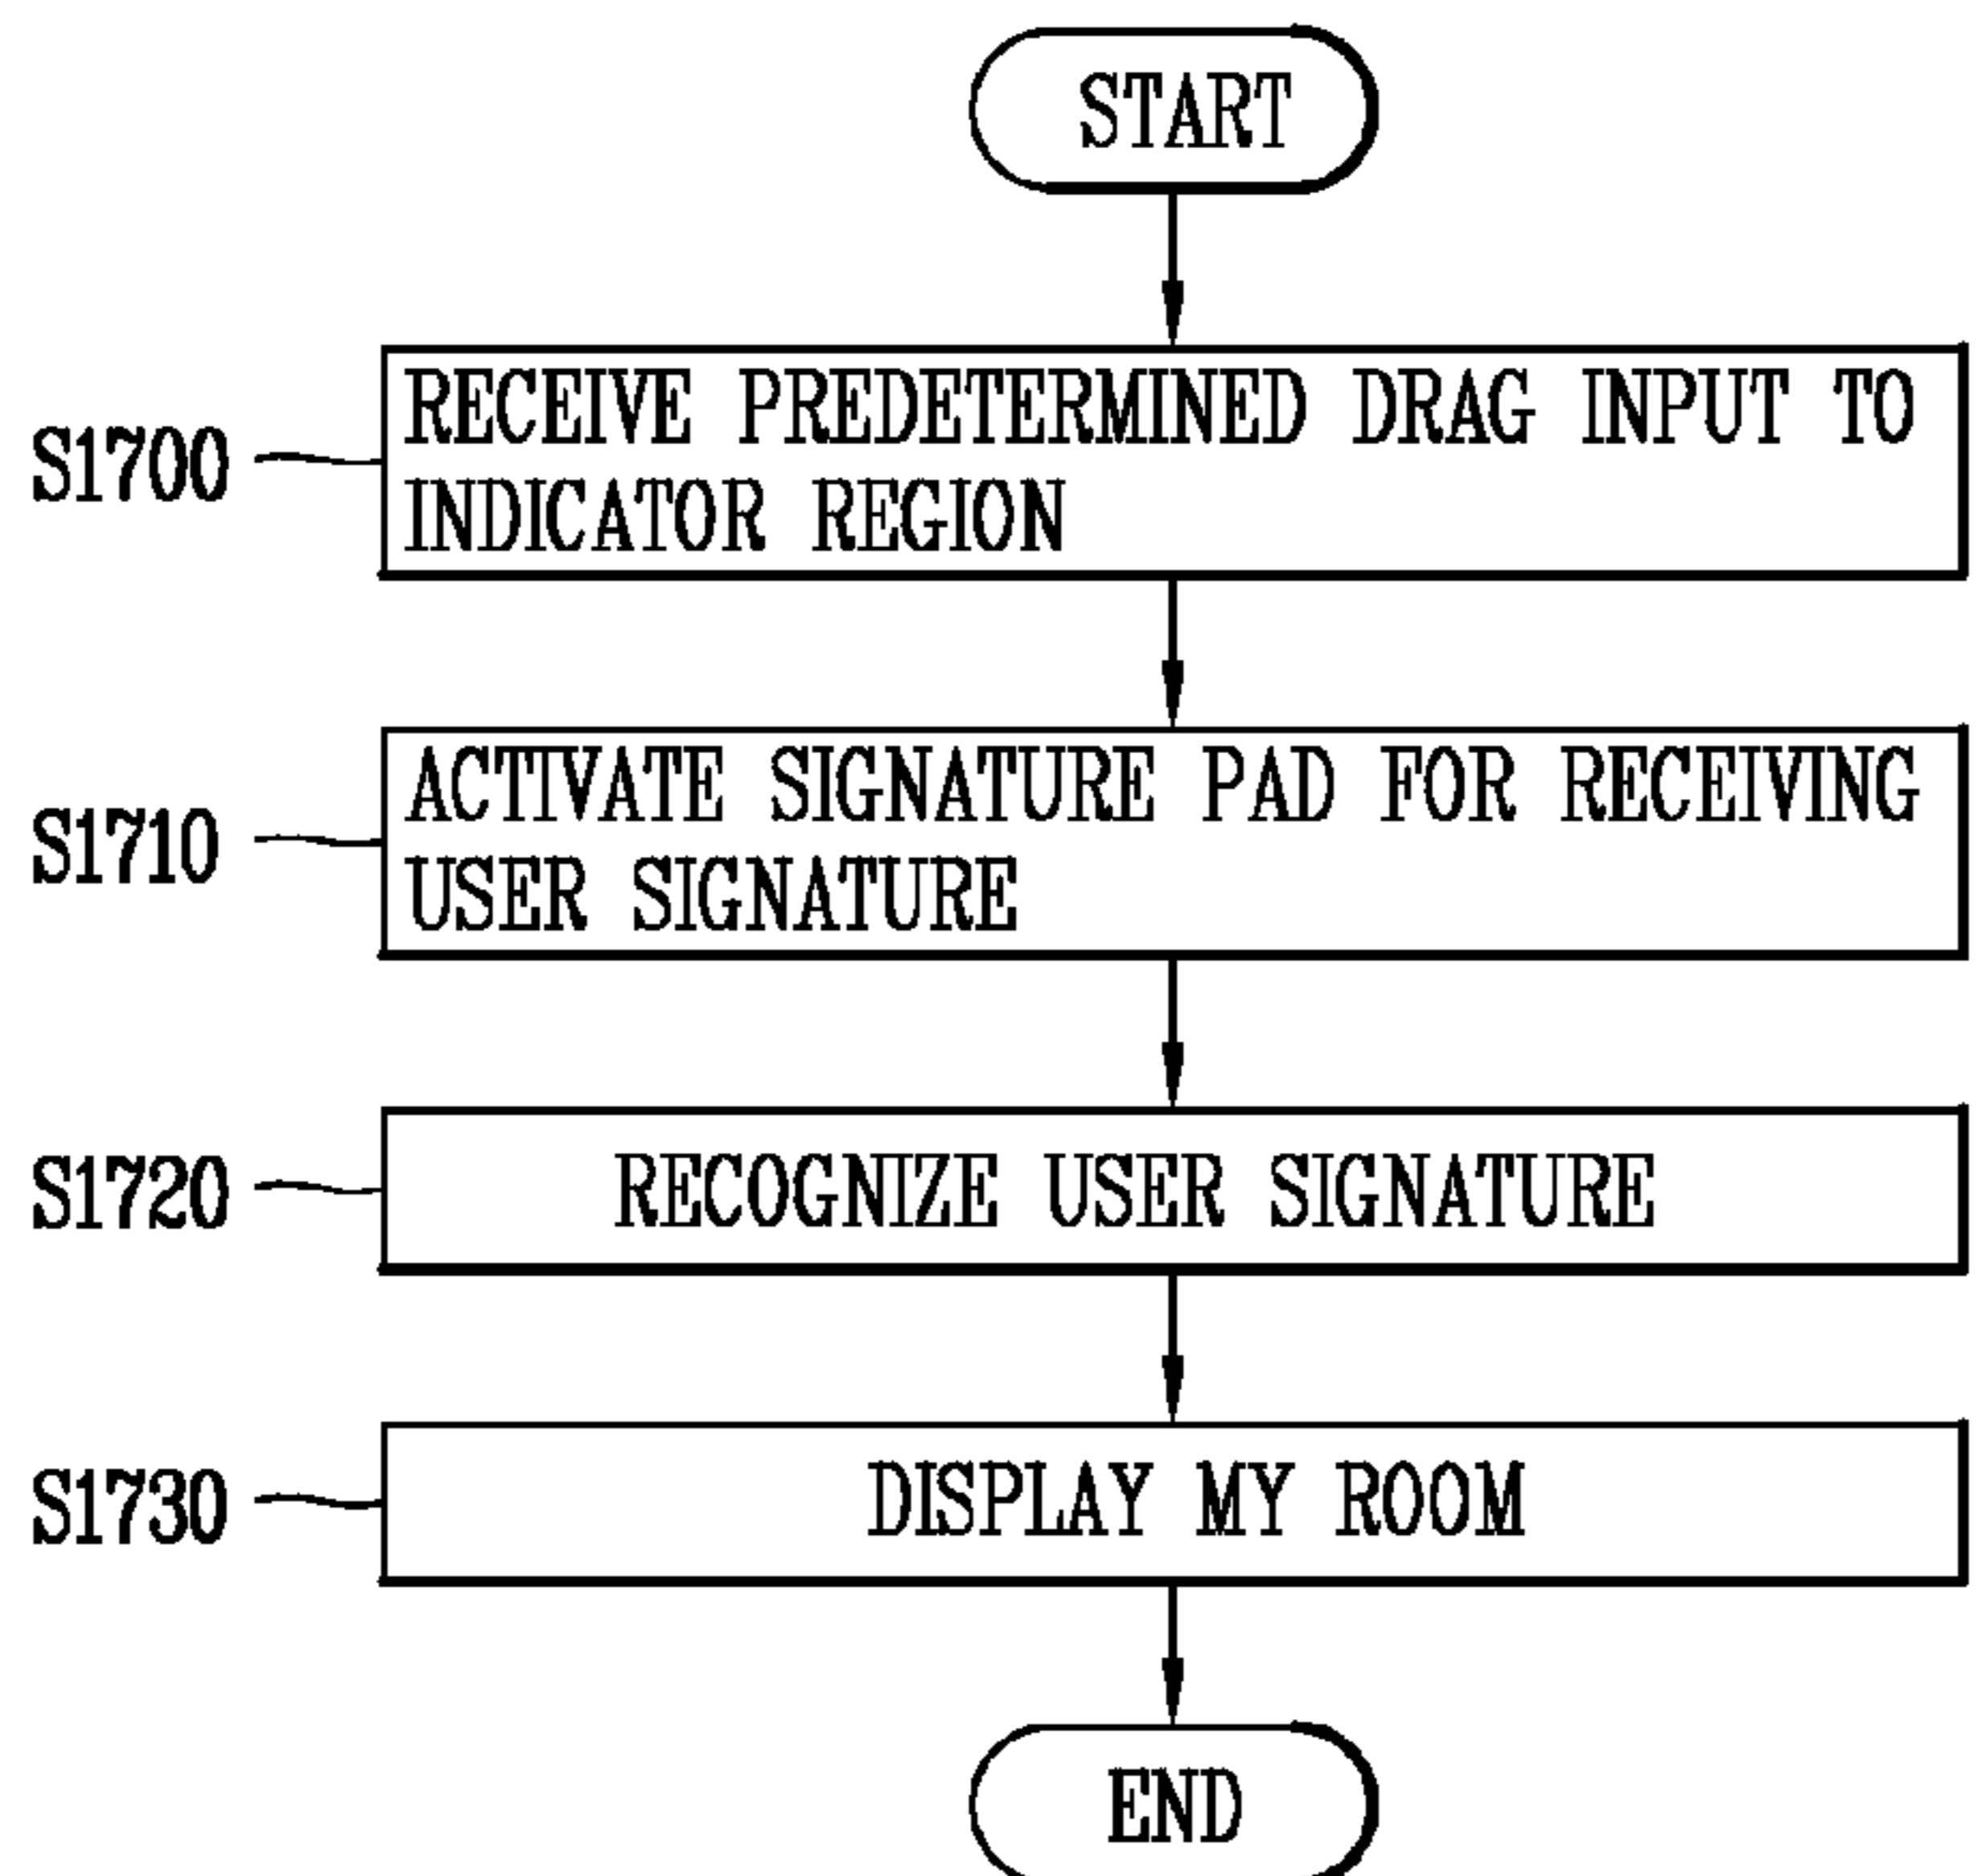 START
S1700
RECEIVE PREDETERMINED DRAG INPUT TO
INDICATOR REGION
S1710
ACTIVATE SIGNATURE PAD FOR RECEIVING
USER SIGNATURE
S1720
RECOGNIZE USER SIGNATURE
S1730
DISPLAY MY ROOM
END